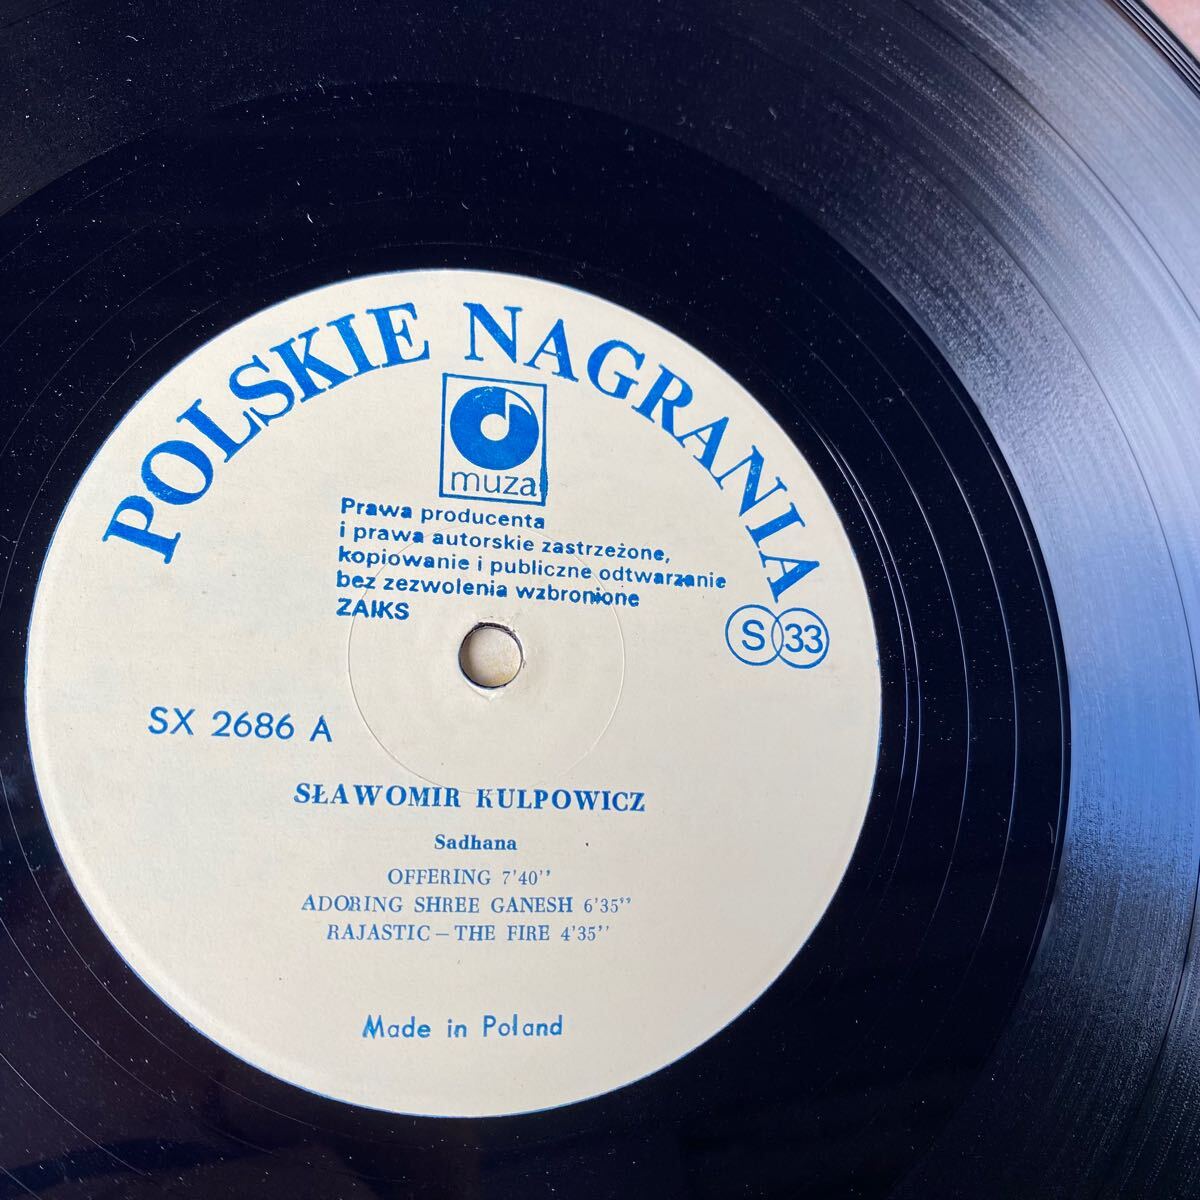 POLSKIE NAGRANIA
muza
Prawa producenta
i prawa autorskie zastrzeżone,
kopiowanie i publiczne odtwarzanie
bez zezwolenia wzbronione
ZAIKS
S 33
SX 2686 A
SŁAWOMIR KULPOWICZ
Sadhana
OFFERING 7'40''
ADORING SHREE GANESH 6'35''
RAJASTIC — THE FIRE 4'35''
Made in Poland